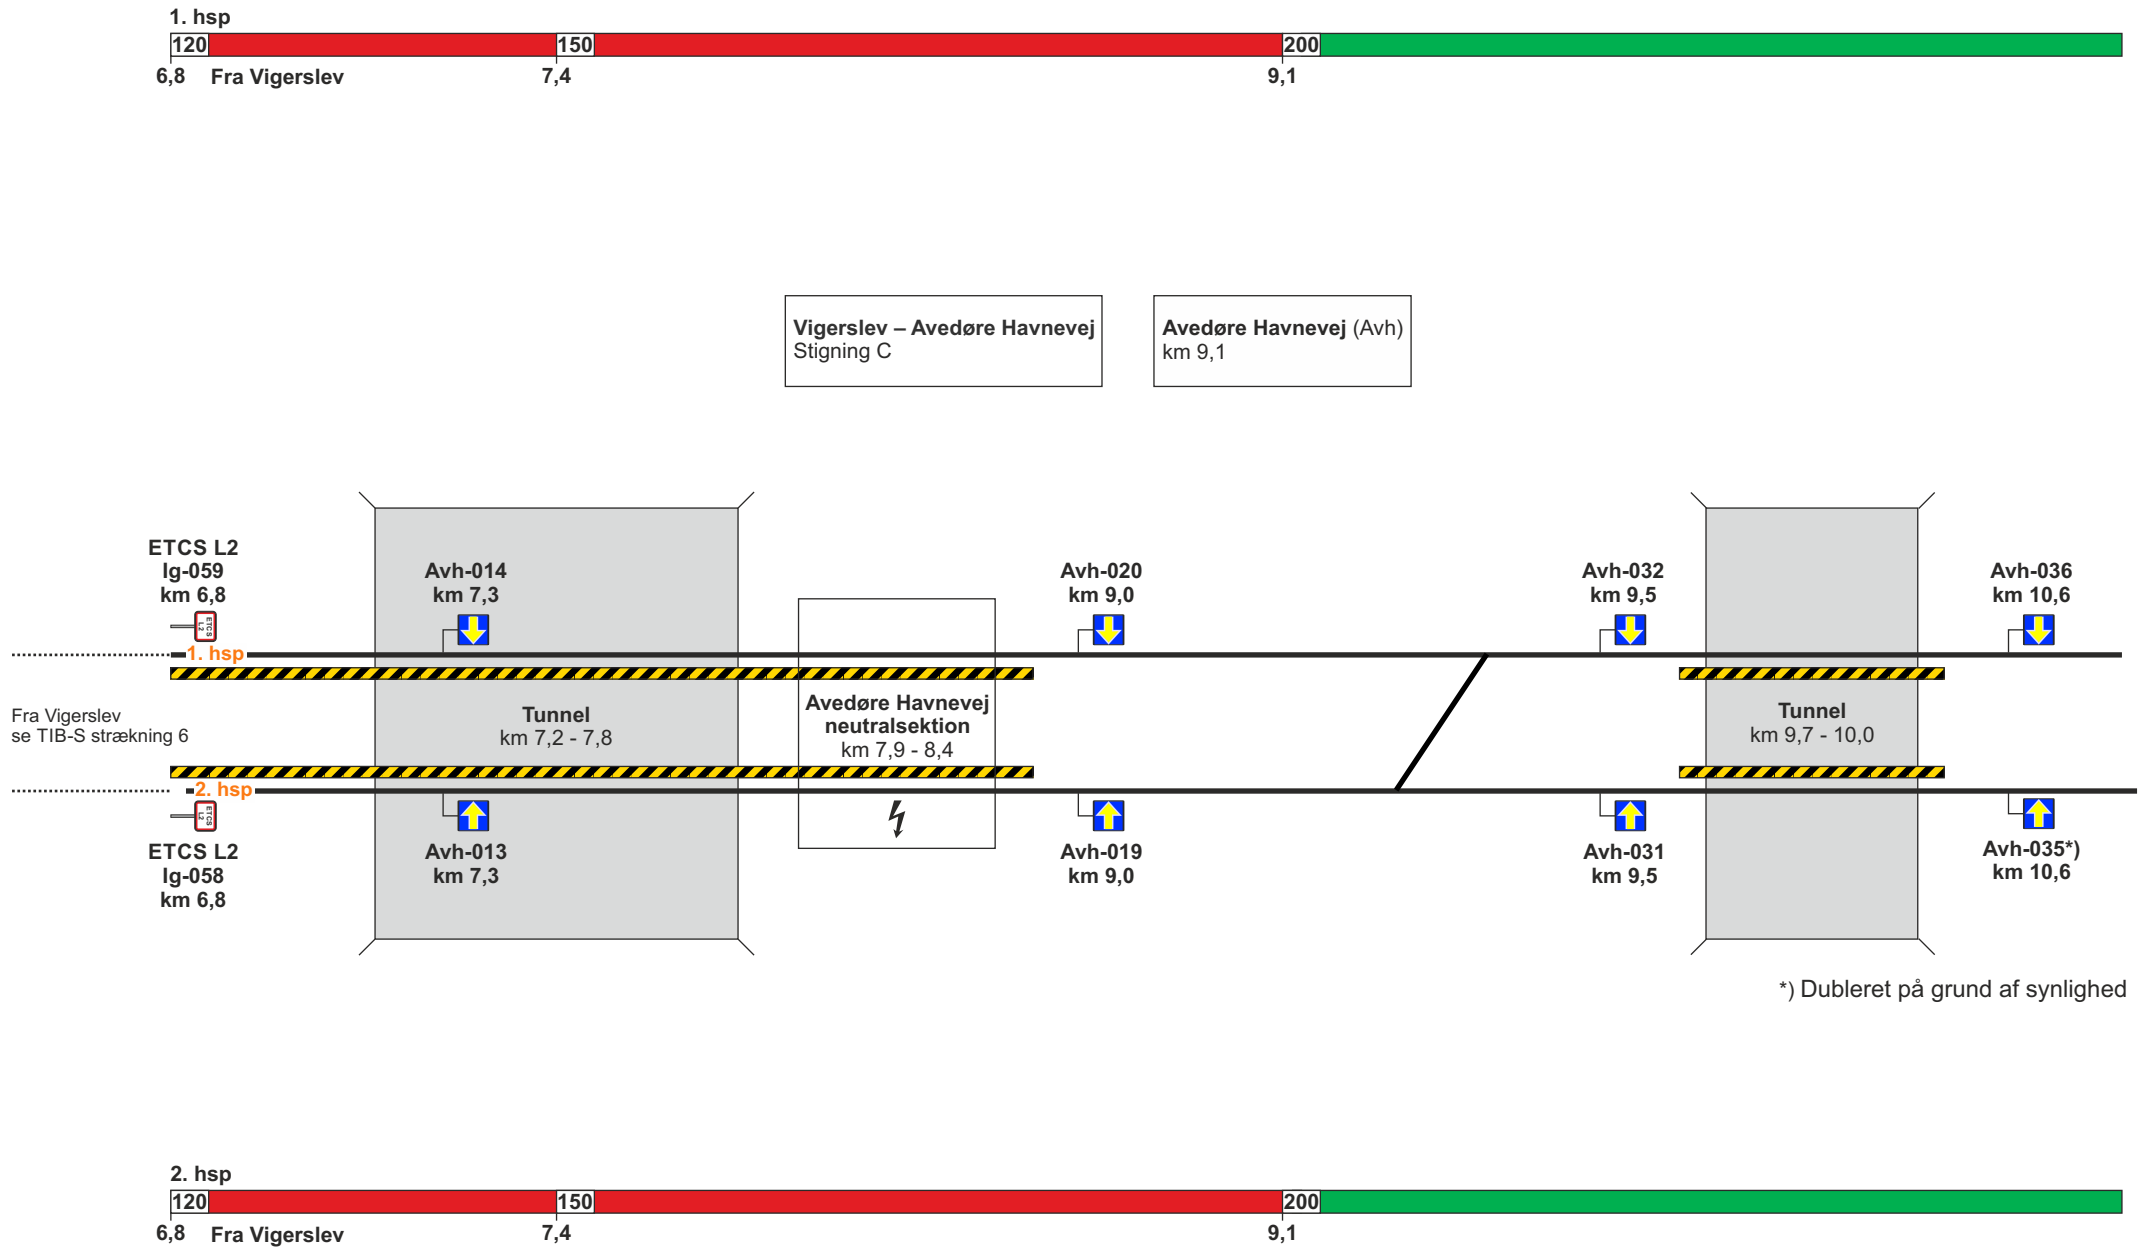 1. hsp
120 150 200
6,8 Fra Vigerslev 7,4 9,1
Vigerslev – Avedøre Havnevej
Stigning C
Avedøre Havnevej (Avh)
km 9,1
ETCS L2
lg-059
km 6,8
Avh-014
km 7,3
Avh-020
km 9,0
Avh-032
km 9,5
Avh-036
km 10,6
ETCS
L2
1. hsp
Fra Vigerslev
se TIB-S strækning 6
Tunnel
km 7,2 - 7,8
Avedøre Havnevej
neutralsektion
km 7,9 - 8,4
Tunnel
km 9,7 - 10,0
2. hsp
ETCS
L2
ETCS L2
lg-058
km 6,8
Avh-013
km 7,3
Avh-019
km 9,0
Avh-031
km 9,5
Avh-035*)
km 10,6
*) Dubleret på grund af synlighed
2. hsp
120 150 200
6,8 Fra Vigerslev 7,4 9,1